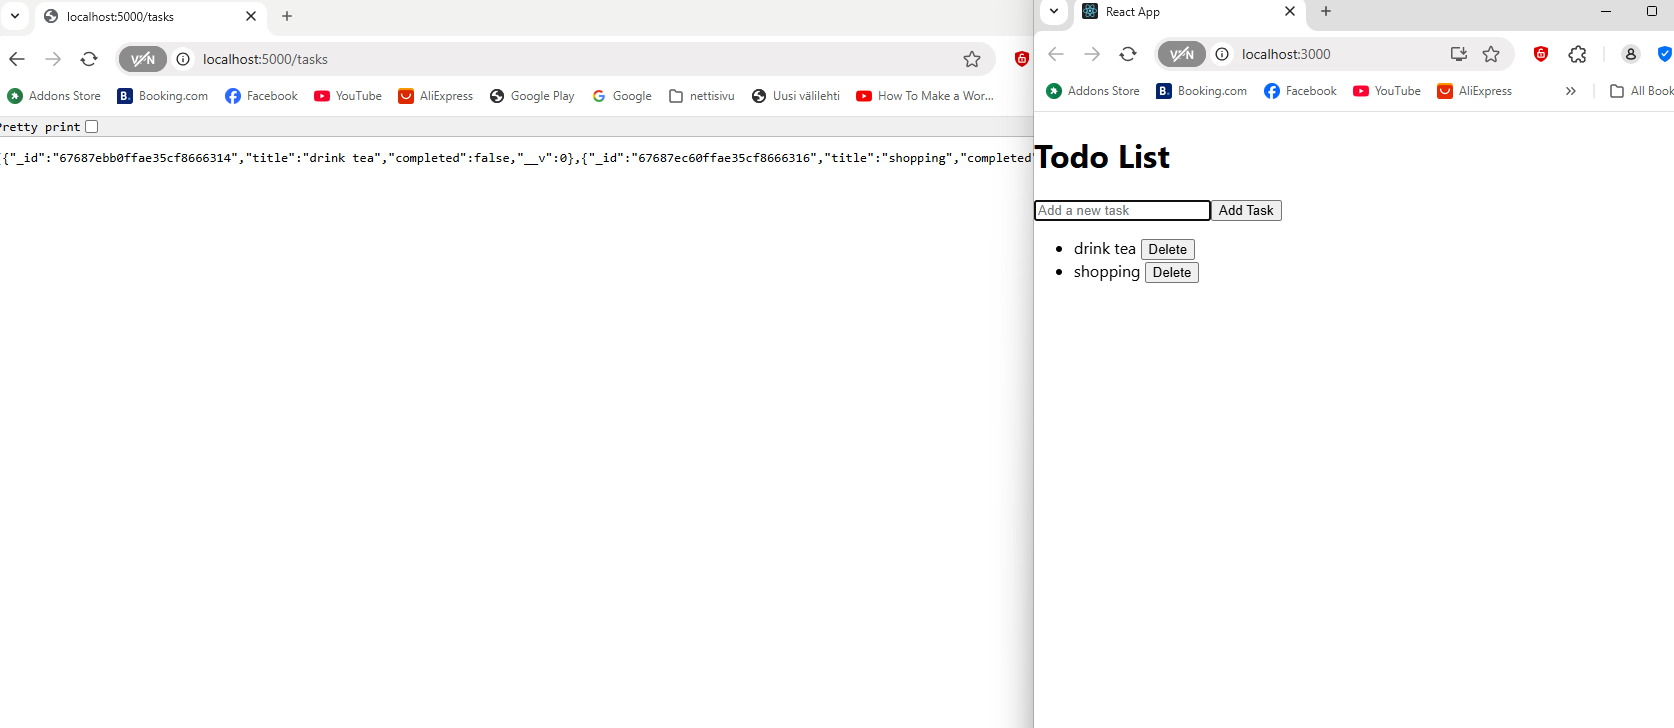 localhost:5000/tasks
VPN localhost:5000/tasks
Addons Store Booking.com Facebook YouTube AliExpress Google Play Google nettisivu Uusi välilehti How To Make a Wor...
Pretty print
{"_id":"67687ebb0ffae35cf8666314","title":"drink tea","completed":false,"__v":0},{"_id":"67687ec60ffae35cf8666316","title":"shopping","completed"
React App
VPN localhost:3000
Addons Store Booking.com Facebook YouTube AliExpress » All Book
Todo List
Add a new task Add Task
• drink tea Delete
• shopping Delete